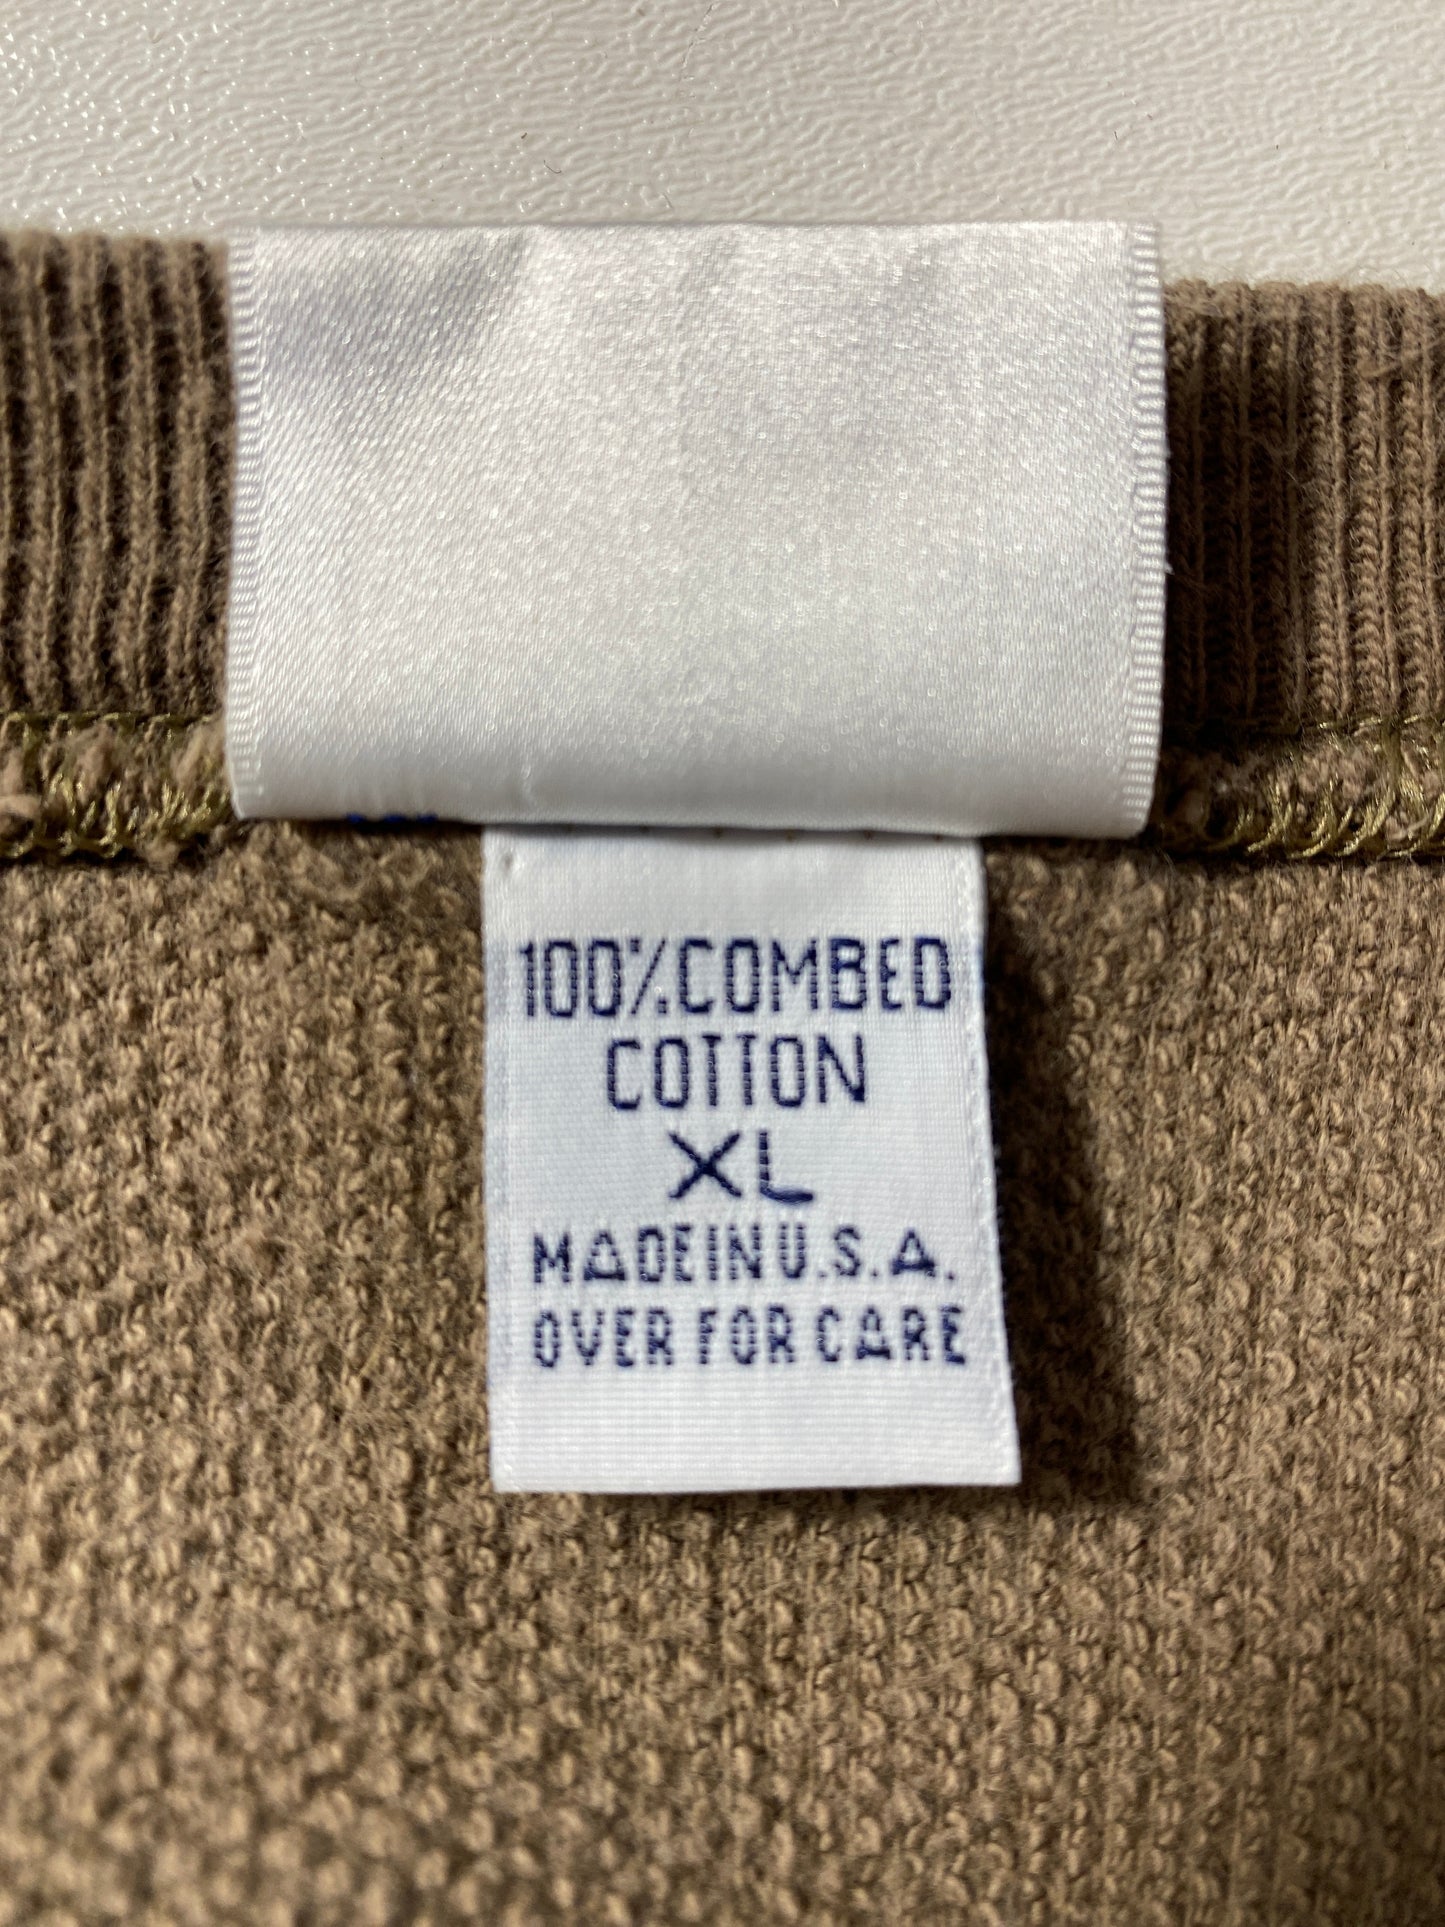 100% COMBED
COTTON
XL
MADE IN U.S.A.
OVER FOR CARE